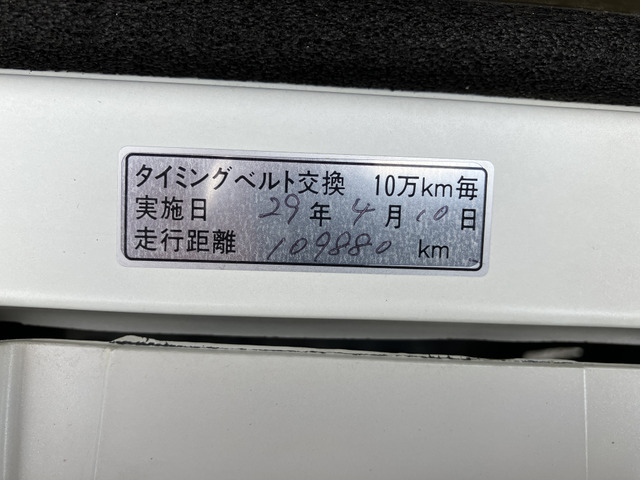 タイミングベルト交換 10万km毎
実施日 29年4月10日
走行距離 109880 km